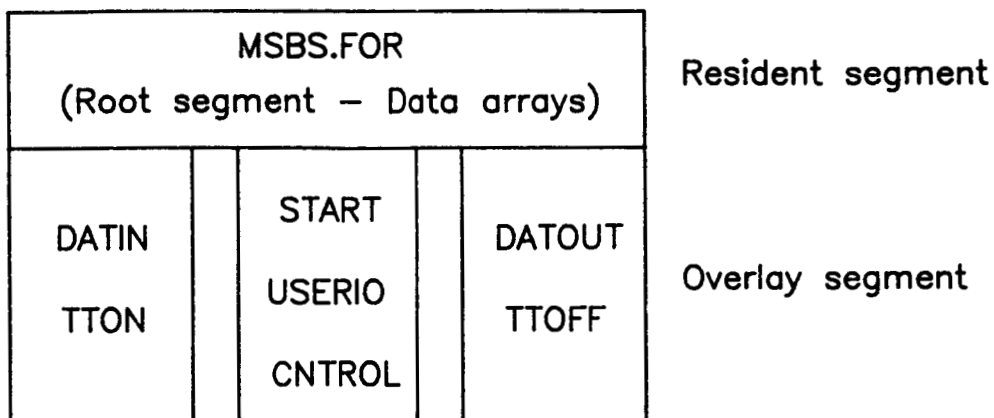 MSBS.FOR
(Root segment – Data arrays)
Resident segment
DATIN
TTON
START
USERIO
CNTROL
DATOUT
TTOFF
Overlay segment